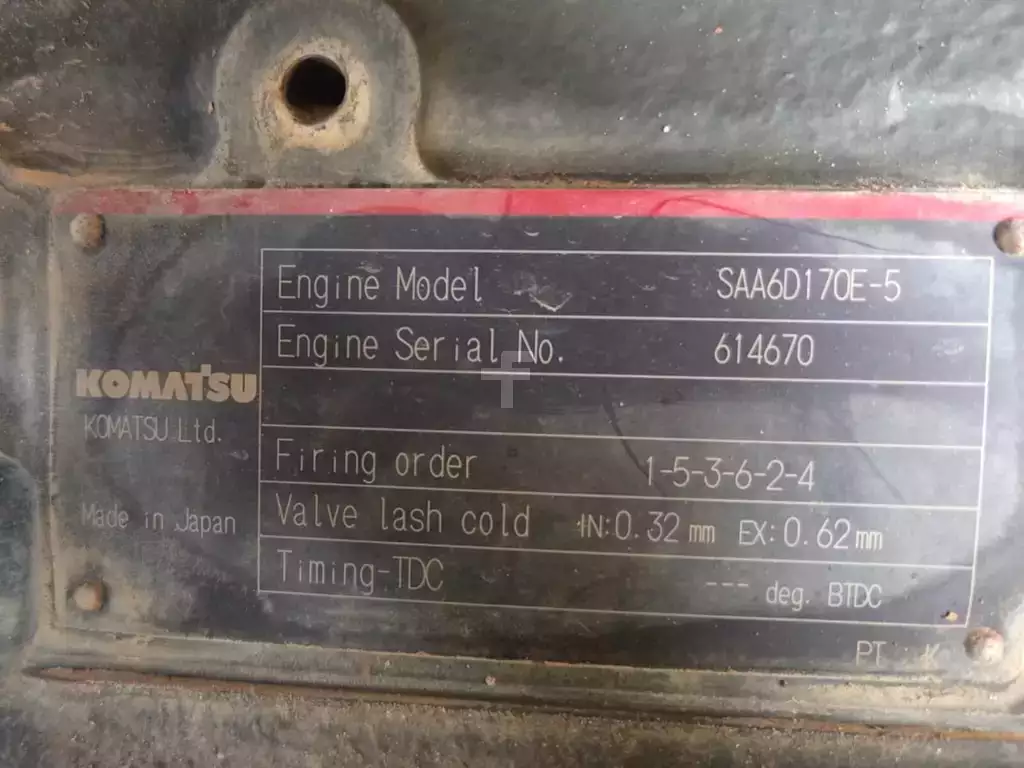 Engine Model SAA6D170E-5
Engine Serial No. 614670
KOMATSU
KOMATSU Ltd.
Firing order 1-5-3-6-2-4
Valve lash cold IN:0.32 mm EX:0.62 mm
Made in Japan
Timing-TDC --- deg. BTDC
PT